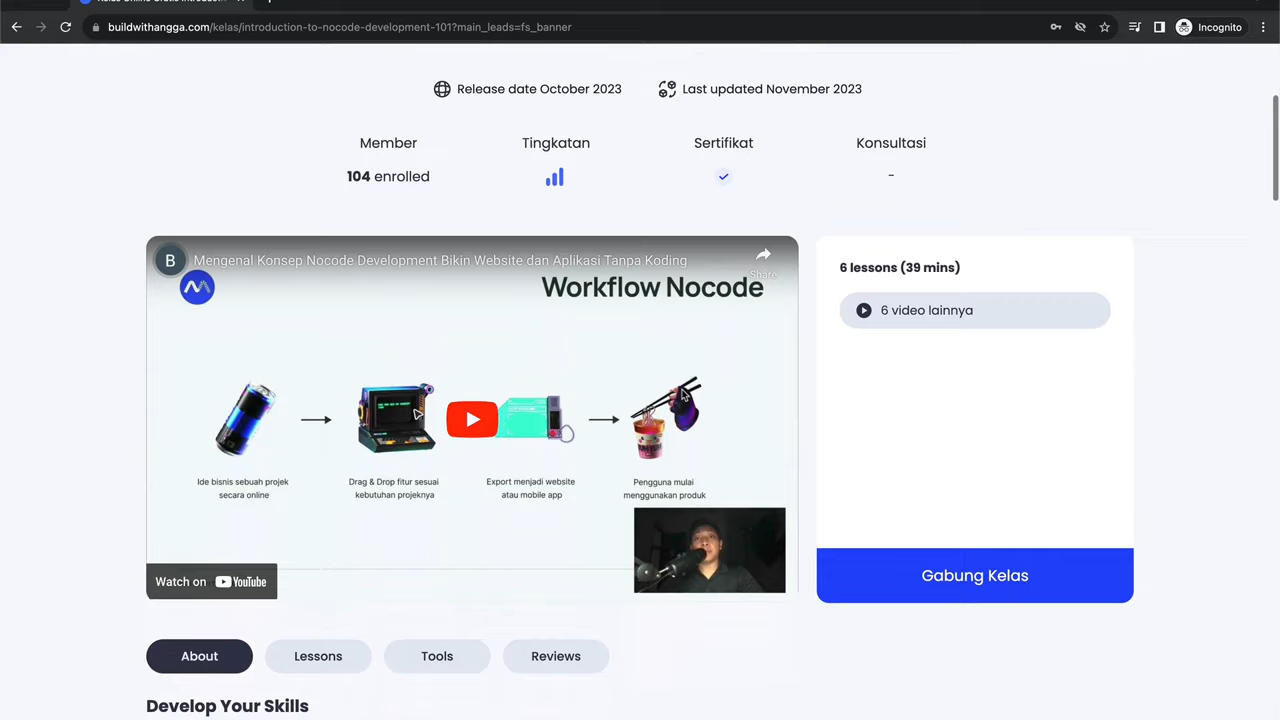 buildwithangga.com/kelas/introduction-to-nocode-development-101?main_leads=fs_banner
Incognito
Release date October 2023
Last updated November 2023
Member
Tingkatan
Sertifikat
Konsultasi
104 enrolled
-
B
Mengenal Konsep Nocode Development Bikin Website dan Aplikasi Tanpa Koding
Share
Workflow Nocode
Ide bisnis sebuah projek
secara online
Drag & Drop fitur sesuai
kebutuhan projeknya
Export menjadi website
atau mobile app
Pengguna mulai
menggunakan produk
Watch on YouTube
6 lessons (39 mins)
6 video lainnya
Gabung Kelas
About
Lessons
Tools
Reviews
Develop Your Skills